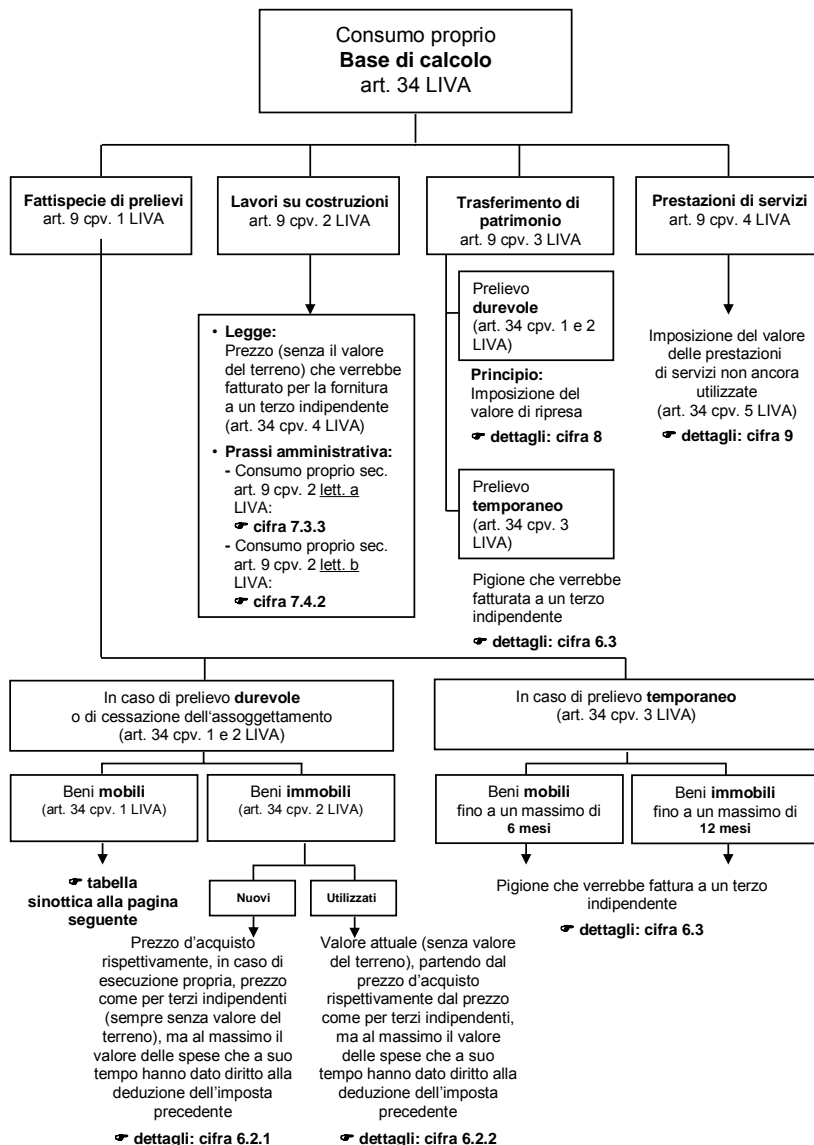 Consumo proprio
Base di calcolo
art. 34 LIVA
Fattispecie di prelievi
art. 9 cpv. 1 LIVA
Lavori su costruzioni
art. 9 cpv. 2 LIVA
Trasferimento di
patrimonio
art. 9 cpv. 3 LIVA
Prestazioni di servizi
art. 9 cpv. 4 LIVA
• Legge:
Prezzo (senza il valore
del terreno) che verrebbe
fatturato per la fornitura
a un terzo indipendente
(art. 34 cpv. 4 LIVA)
• Prassi amministrativa:
- Consumo proprio sec.
art. 9 cpv. 2 lett. a
LIVA:
☞ cifra 7.3.3
- Consumo proprio sec.
art. 9 cpv. 2 lett. b
LIVA:
☞ cifra 7.4.2
Prelievo
durevole
(art. 34 cpv. 1 e 2
LIVA)
Principio:
Imposizione del
valore di ripresa
☞ dettagli: cifra 8
Prelievo
temporaneo
(art. 34 cpv. 3
LIVA)
Pigione che verrebbe
fatturata a un terzo
indipendente
☞ dettagli: cifra 6.3
Imposizione del valore
delle prestazioni
di servizi non ancora
utilizzate
(art. 34 cpv. 5 LIVA)
☞ dettagli: cifra 9
In caso di prelievo durevole
o di cessazione dell'assoggettamento
(art. 34 cpv. 1 e 2 LIVA)
In caso di prelievo temporaneo
(art. 34 cpv. 3 LIVA)
Beni mobili
(art. 34 cpv. 1 LIVA)
Beni immobili
(art. 34 cpv. 2 LIVA)
Beni mobili
fino a un massimo di
6 mesi
Beni immobili
fino a un massimo di
12 mesi
☞ tabella
sinottica alla pagina
seguente
Nuovi
Utilizzati
Pigione che verrebbe fattura a un terzo
indipendente
☞ dettagli: cifra 6.3
Prezzo d'acquisto
rispettivamente, in caso di
esecuzione propria, prezzo
come per terzi indipendenti
(sempre senza valore del
terreno), ma al massimo il
valore delle spese che a suo
tempo hanno dato diritto alla
deduzione dell'imposta
precedente
☞ dettagli: cifra 6.2.1
Valore attuale (senza valore
del terreno), partendo dal
prezzo d'acquisto
rispettivamente dal prezzo
come per terzi indipendenti,
ma al massimo il valore
delle spese che a suo
tempo hanno dato diritto alla
deduzione dell'imposta
precedente
☞ dettagli: cifra 6.2.2